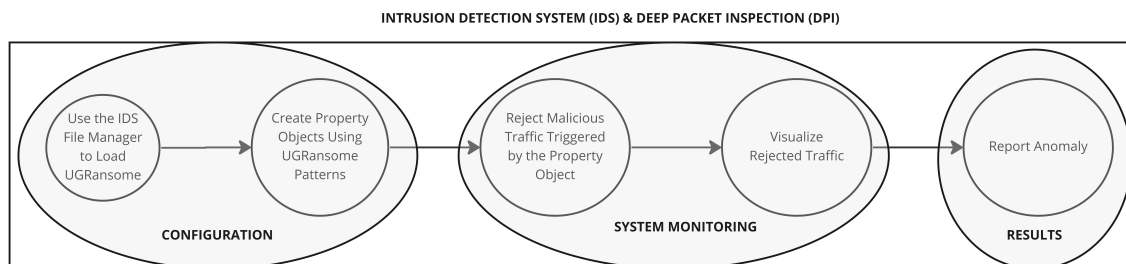 INTRUSION DETECTION SYSTEM (IDS) & DEEP PACKET INSPECTION (DPI)
Use the IDS
File Manager
to Load
UGRansome
Create Property
Objects Using
UGRansome
Patterns
CONFIGURATION
Reject Malicious
Traffic Triggered
by the Property
Object
Visualize
Rejected Traffic
SYSTEM MONITORING
Report Anomaly
RESULTS